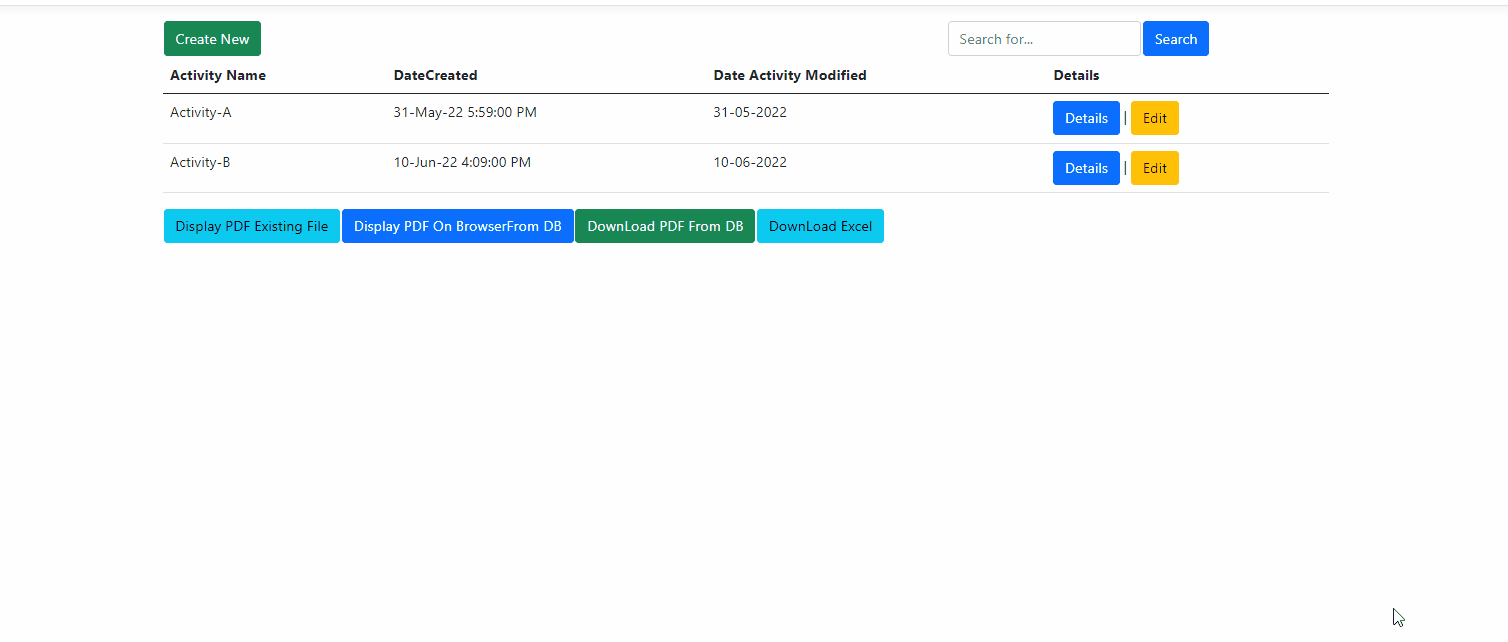 Create New Search for... Search
Activity Name DateCreated Date Activity Modified Details
Activity-A 31-May-22 5:59:00 PM 31-05-2022 Details | Edit
Activity-B 10-Jun-22 4:09:00 PM 10-06-2022 Details | Edit
Display PDF Existing File Display PDF On BrowserFrom DB DownLoad PDF From DB DownLoad Excel